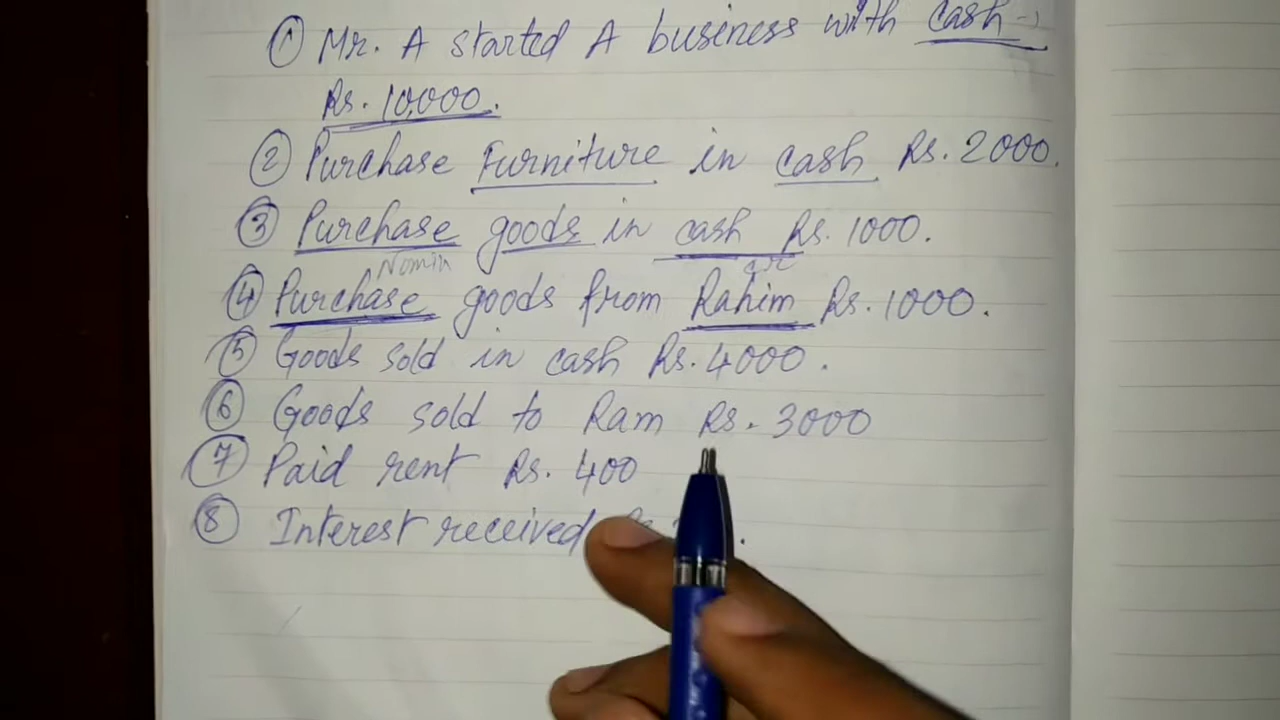 ① Mr. A started A business with cash
Rs. 10,000.
② Purchase Furniture in cash Rs. 2000.
③ Purchase goods in cash Rs. 1000.
Nomin
④ Purchase goods from Rahim Rs. 1000.
⑤ Goods sold in cash Rs. 4000.
⑥ Goods sold to Ram Rs. 3000
⑦ Paid rent Rs. 400
⑧ Interest received